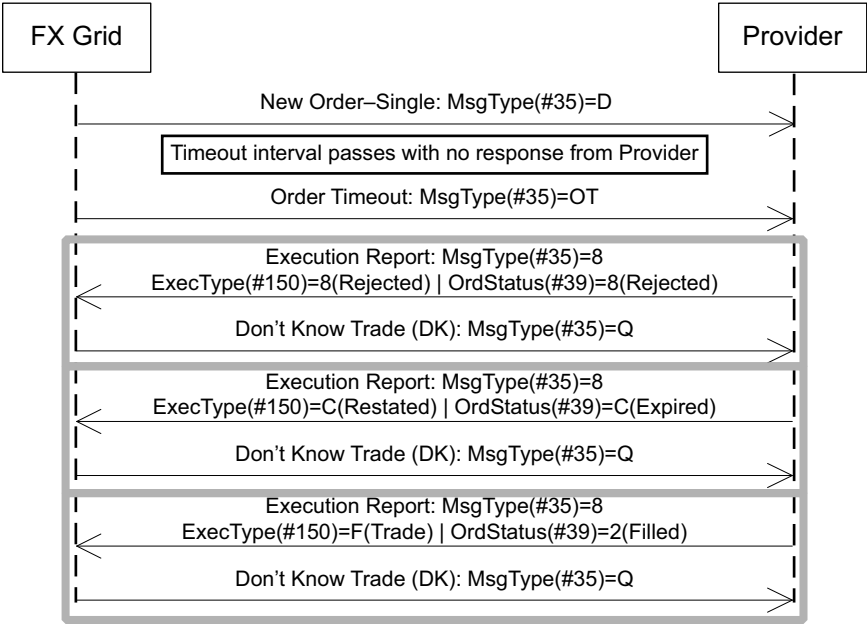 FX Grid
Provider
New Order–Single: MsgType(#35)=D
Timeout interval passes with no response from Provider
Order Timeout: MsgType(#35)=OT
Execution Report: MsgType(#35)=8
ExecType(#150)=8(Rejected) | OrdStatus(#39)=8(Rejected)
Don’t Know Trade (DK): MsgType(#35)=Q
Execution Report: MsgType(#35)=8
ExecType(#150)=C(Restated) | OrdStatus(#39)=C(Expired)
Don’t Know Trade (DK): MsgType(#35)=Q
Execution Report: MsgType(#35)=8
ExecType(#150)=F(Trade) | OrdStatus(#39)=2(Filled)
Don’t Know Trade (DK): MsgType(#35)=Q